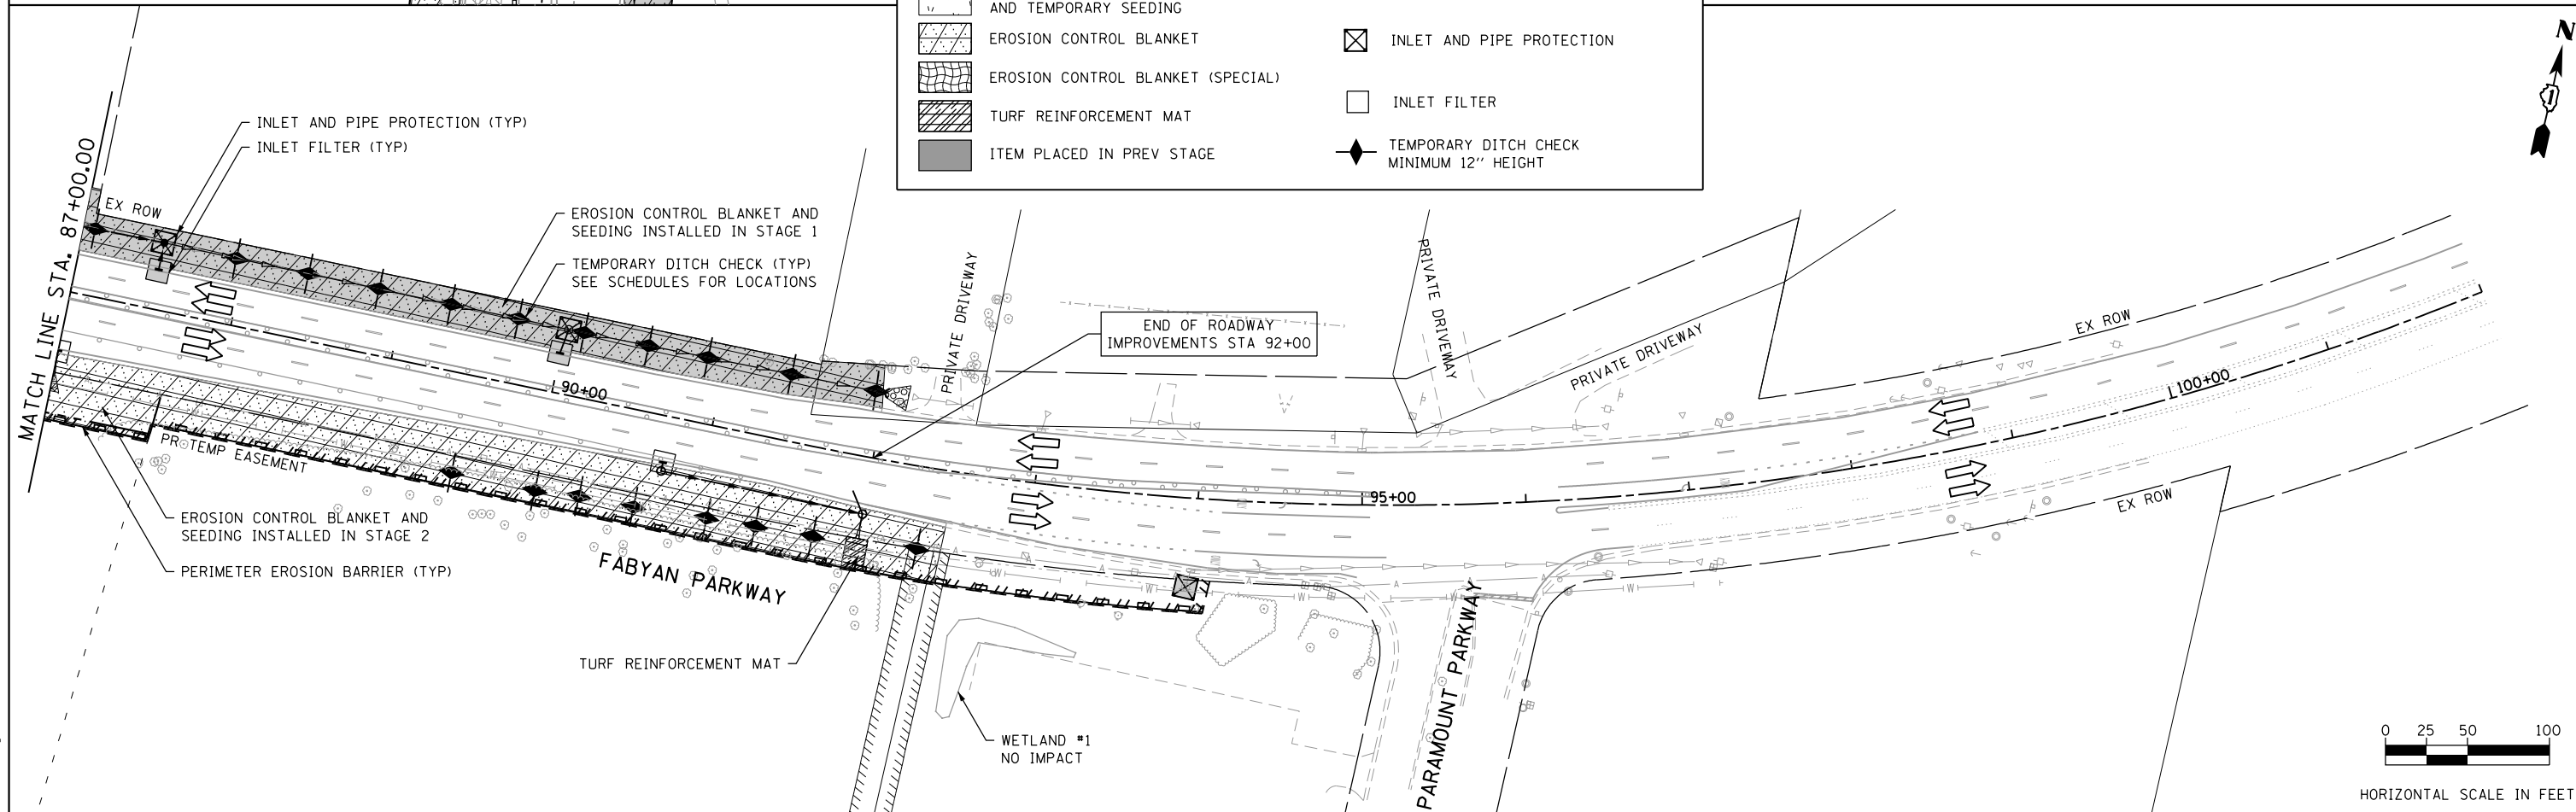 AND TEMPORARY SEEDING
EROSION CONTROL BLANKET
EROSION CONTROL BLANKET (SPECIAL)
TURF REINFORCEMENT MAT
ITEM PLACED IN PREV STAGE
INLET AND PIPE PROTECTION
INLET FILTER
TEMPORARY DITCH CHECK
MINIMUM 12" HEIGHT
N
INLET AND PIPE PROTECTION (TYP)
INLET FILTER (TYP)
MATCH LINE STA. 87+00.00
EX ROW
EROSION CONTROL BLANKET AND
SEEDING INSTALLED IN STAGE 1
TEMPORARY DITCH CHECK (TYP)
SEE SCHEDULES FOR LOCATIONS
PRIVATE DRIVEWAY
END OF ROADWAY
IMPROVEMENTS STA 92+00
PRIVATE DRIVEWAY
PRIVATE DRIVEWAY
EX ROW
90+00
95+00
100+00
EX ROW
PR TEMP EASEMENT
EROSION CONTROL BLANKET AND
SEEDING INSTALLED IN STAGE 2
PERIMETER EROSION BARRIER (TYP)
FABYAN PARKWAY
TURF REINFORCEMENT MAT
WETLAND #1
NO IMPACT
PARAMOUNT PARKWAY
0 25 50 100
HORIZONTAL SCALE IN FEET